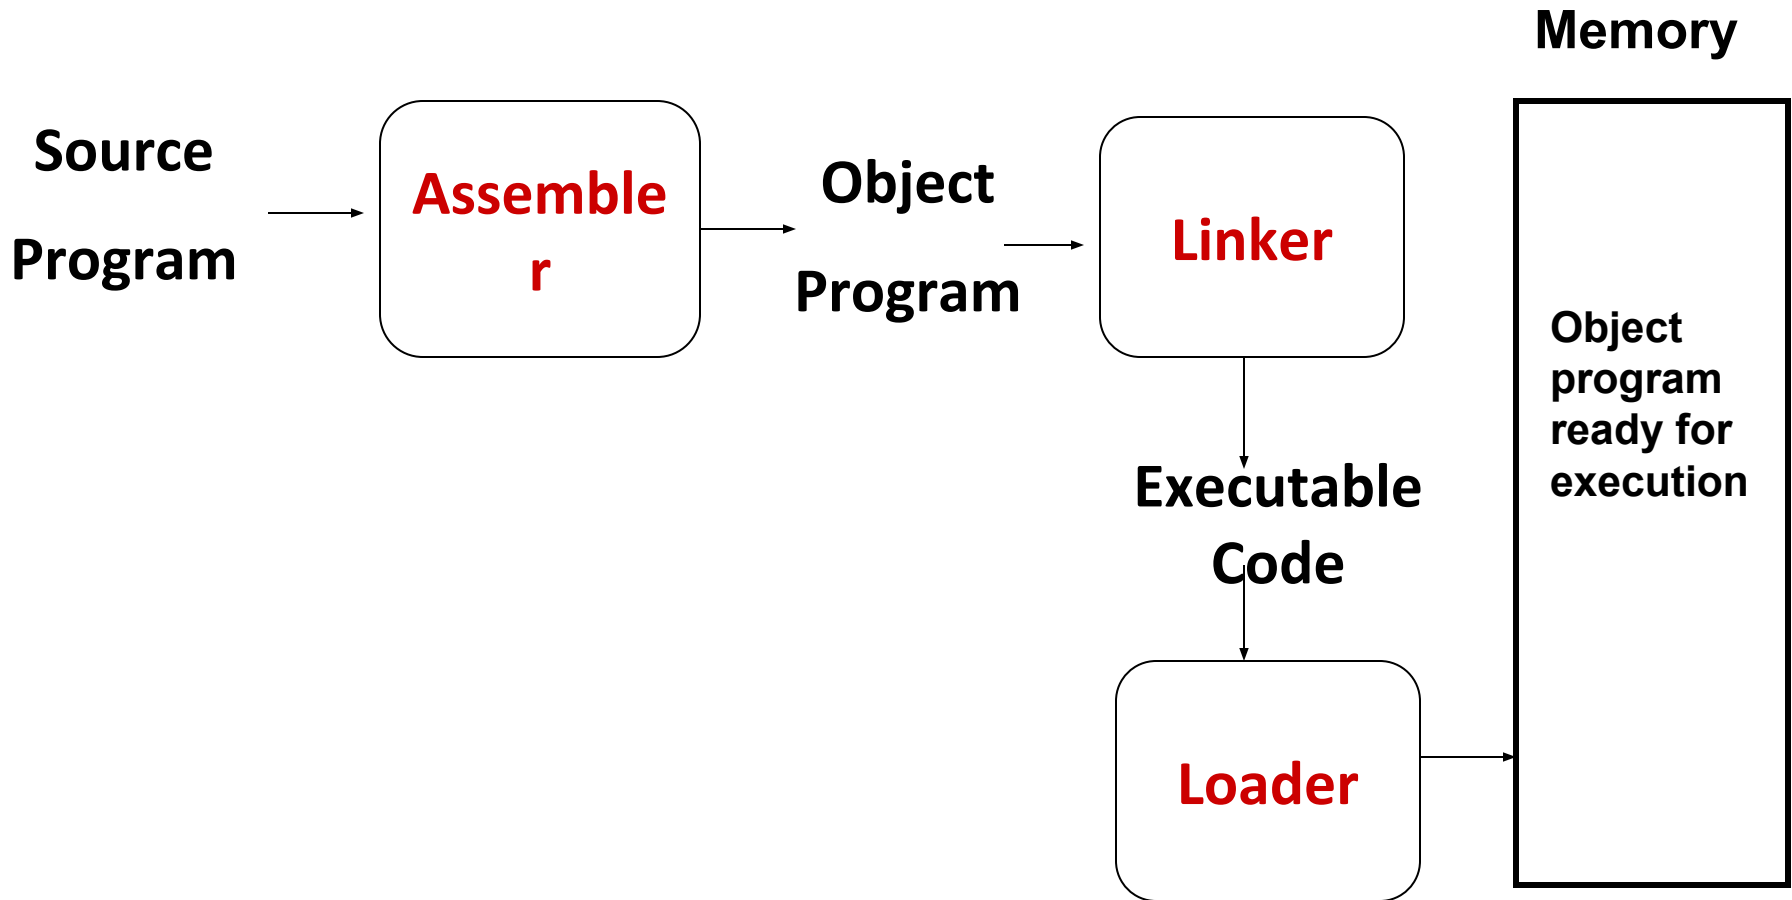 Memory
Source
Program
Assemble
r
Object
Program
Linker
Executable
Code
Loader
Object
program
ready for
execution